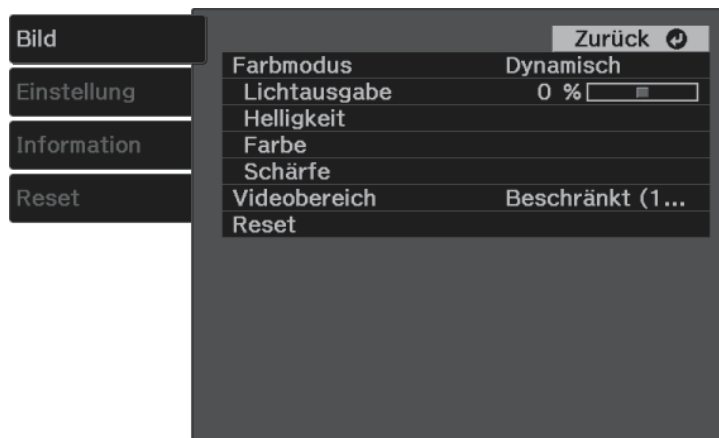 Bild
Einstellung
Information
Reset
Zurück
Farbmodus Dynamisch
Lichtausgabe 0 %
Helligkeit
Farbe
Schärfe
Videobereich Beschränkt (1...
Reset